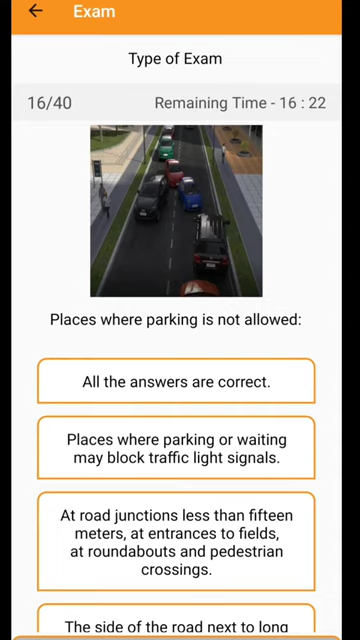 Exam
Type of Exam
16/40
Remaining Time - 16 : 22
Places where parking is not allowed:
All the answers are correct.
Places where parking or waiting
may block traffic light signals.
At road junctions less than fifteen
meters, at entrances to fields,
at roundabouts and pedestrian
crossings.
The side of the road next to long